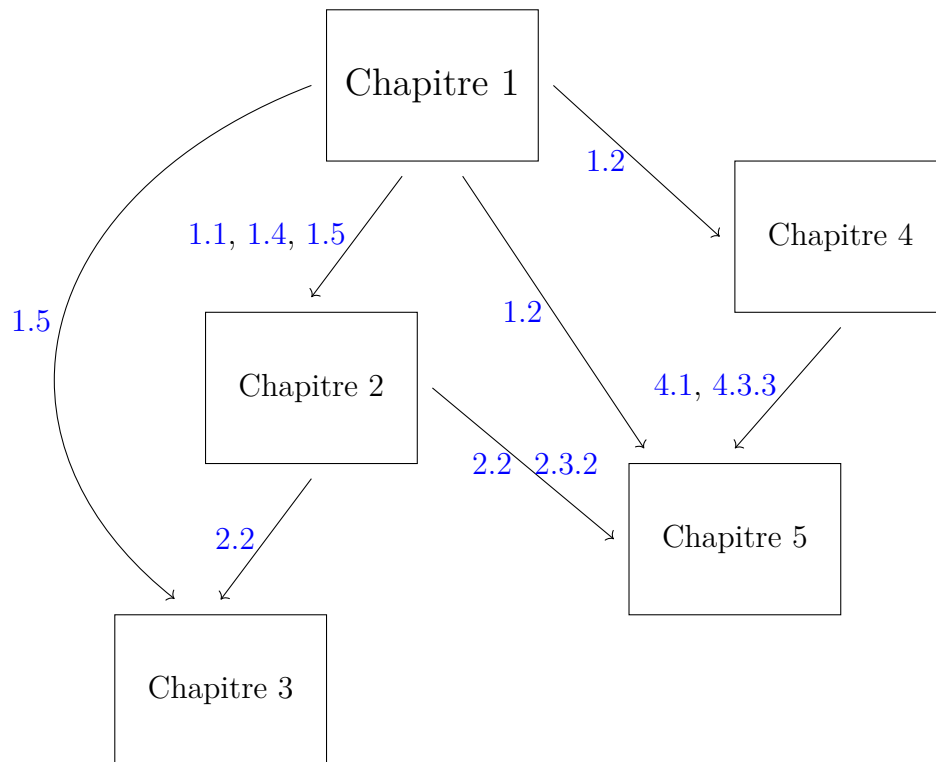 Chapitre 1
1.2
1.1, 1.4, 1.5
Chapitre 4
1.5
1.2
Chapitre 2
4.1, 4.3.3
2.2 2.3.2
2.2
Chapitre 5
Chapitre 3